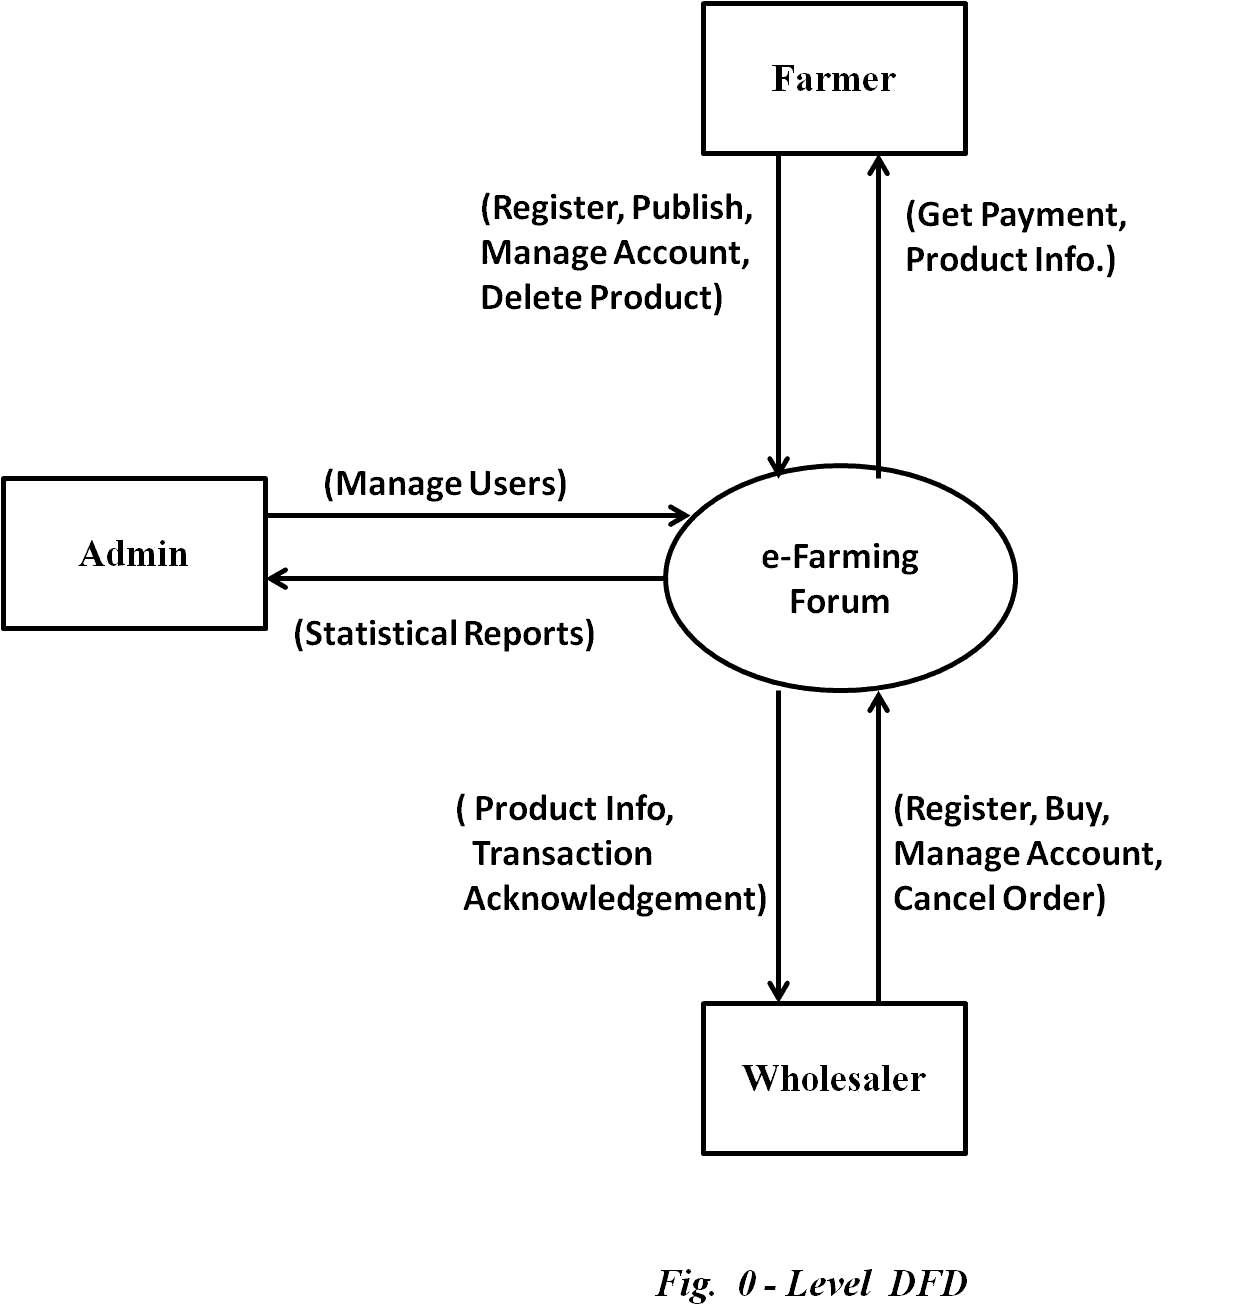 Farmer
(Register, Publish,
Manage Account,
Delete Product)
(Get Payment,
Product Info.)
(Manage Users)
Admin
(Statistical Reports)
e-Farming
Forum
( Product Info,
Transaction
Acknowledgement)
(Register, Buy,
Manage Account,
Cancel Order)
Wholesaler
Fig. 0 - Level DFD